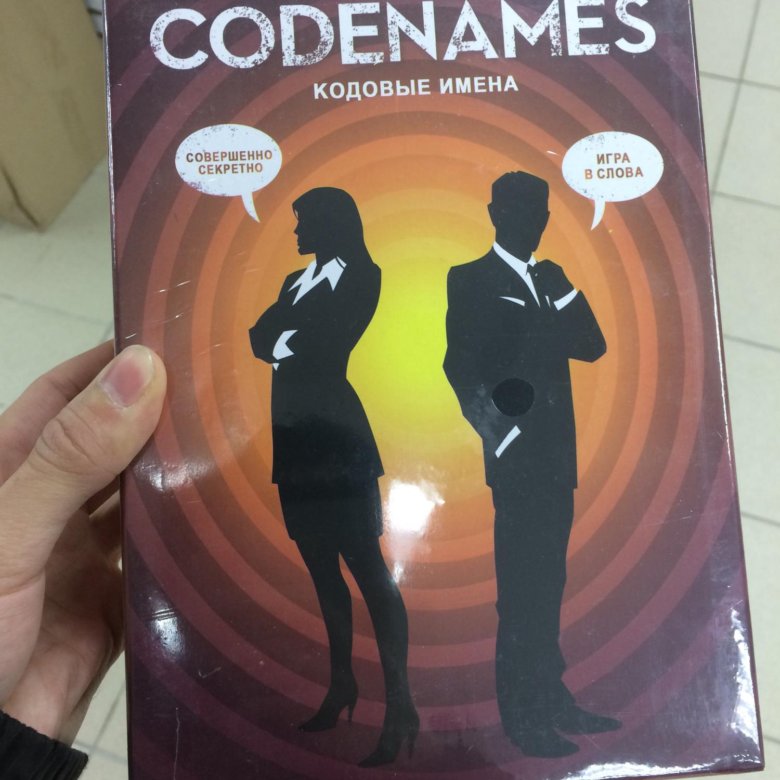 CODENAMES
КОДОВЫЕ ИМЕНА
СОВЕРШЕННО
СЕКРЕТНО
ИГРА
В СЛОВА